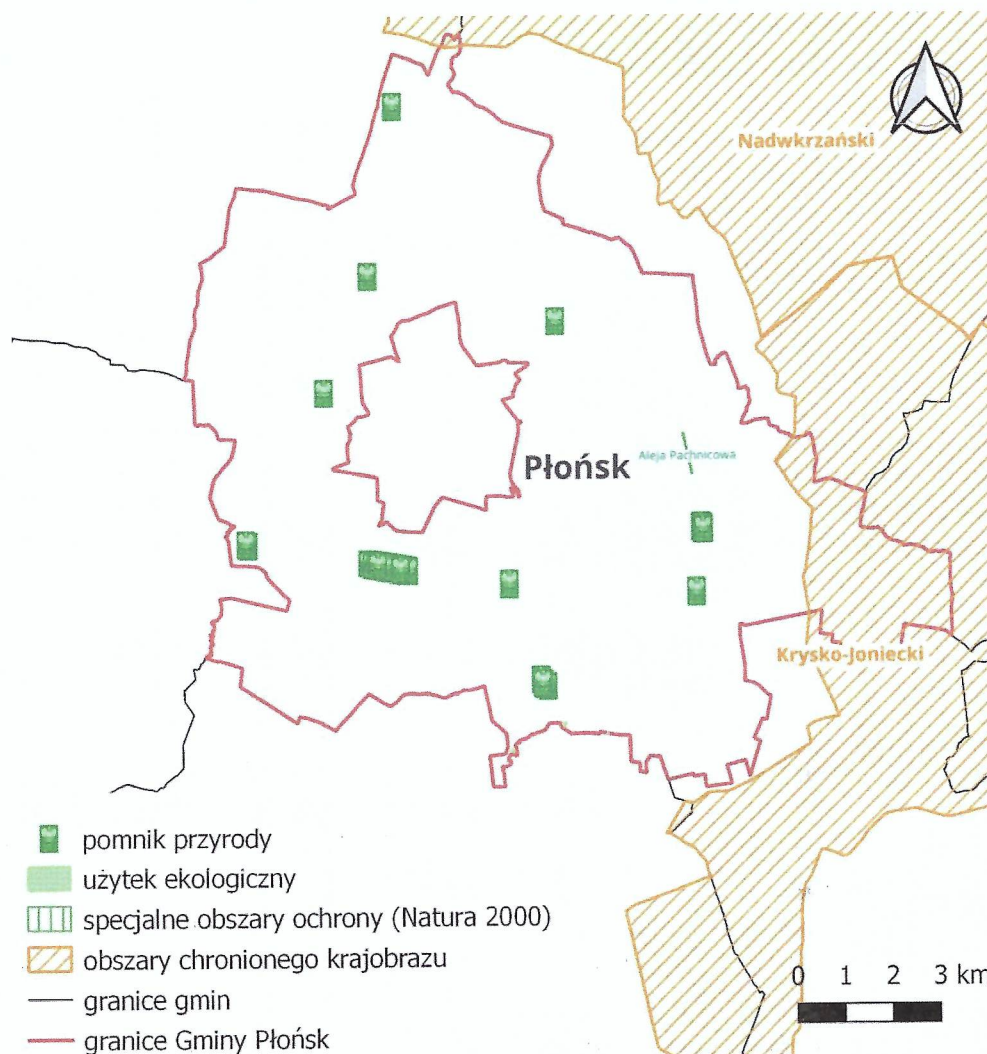 Nadwkrzański
Płońsk
Aleja Pachnicowa
Krysko-Joniecki
pomnik przyrody
użytek ekologiczny
specjalne obszary ochrony (Natura 2000)
obszary chronionego krajobrazu
granice gmin
granice Gminy Płońsk
0 1 2 3 km